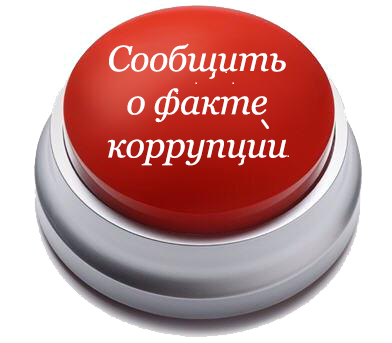 Сообщить
о факте
коррупции